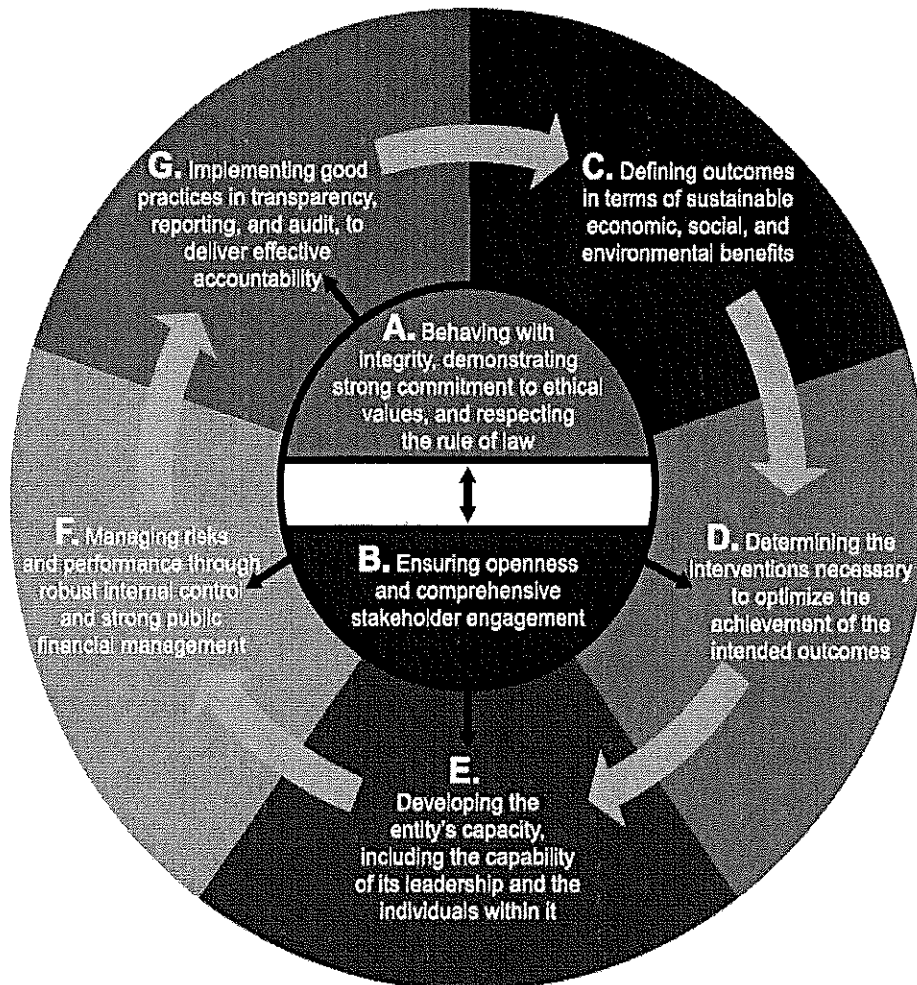 A. Behaving with
integrity, demonstrating
strong commitment to ethical
values, and respecting
the rule of law
B. Ensuring openness
and comprehensive
stakeholder engagement
C. Defining outcomes
in terms of sustainable
economic, social, and
environmental benefits
D. Determining the
interventions necessary
to optimize the
achievement of the
intended outcomes
E.
Developing the
entity's capacity,
including the capability
of its leadership and the
individuals within it
F. Managing risks
and performance through
robust internal control
and strong public
financial management
G. Implementing good
practices in transparency,
reporting, and audit, to
deliver effective
accountability